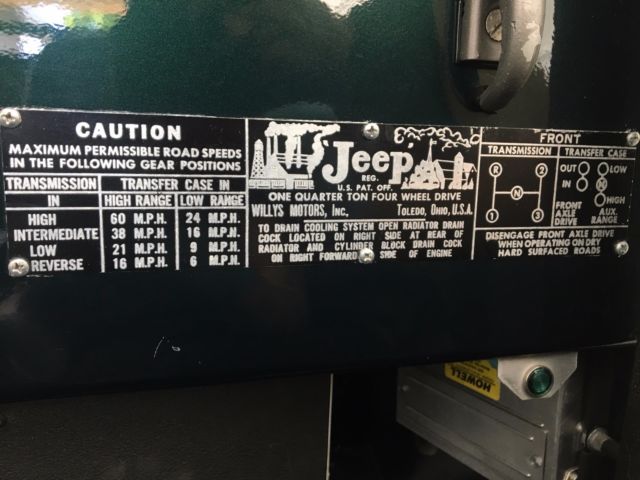 CAUTION
MAXIMUM PERMISSIBLE ROAD SPEEDS
IN THE FOLLOWING GEAR POSITIONS
TRANSMISSION TRANSFER CASE IN
IN HIGH RANGE LOW RANGE
HIGH 60 M.P.H. 24 M.P.H.
INTERMEDIATE 38 M.P.H. 16 M.P.H.
LOW 21 M.P.H. 9 M.P.H.
REVERSE 16 M.P.H. 6 M.P.H.
"Jeep"
REG.
U.S. PAT. OFF.
ONE QUARTER TON FOUR WHEEL DRIVE
WILLYS MOTORS, INC. TOLEDO, OHIO, U.S.A.
TO DRAIN COOLING SYSTEM OPEN RADIATOR DRAIN
COCK LOCATED ON RIGHT SIDE AT REAR OF
RADIATOR AND CYLINDER BLOCK DRAIN COCK
ON RIGHT FORWARD SIDE OF ENGINE
FRONT
TRANSMISSION TRANSFER CASE
R 2 OUT LOW
N IN N
HIGH
1 3 FRONT AXLE DRIVE AUX. RANGE
DISENGAGE FRONT AXLE DRIVE
WHEN OPERATING ON DRY
HARD SURFACED ROADS
HOWELL